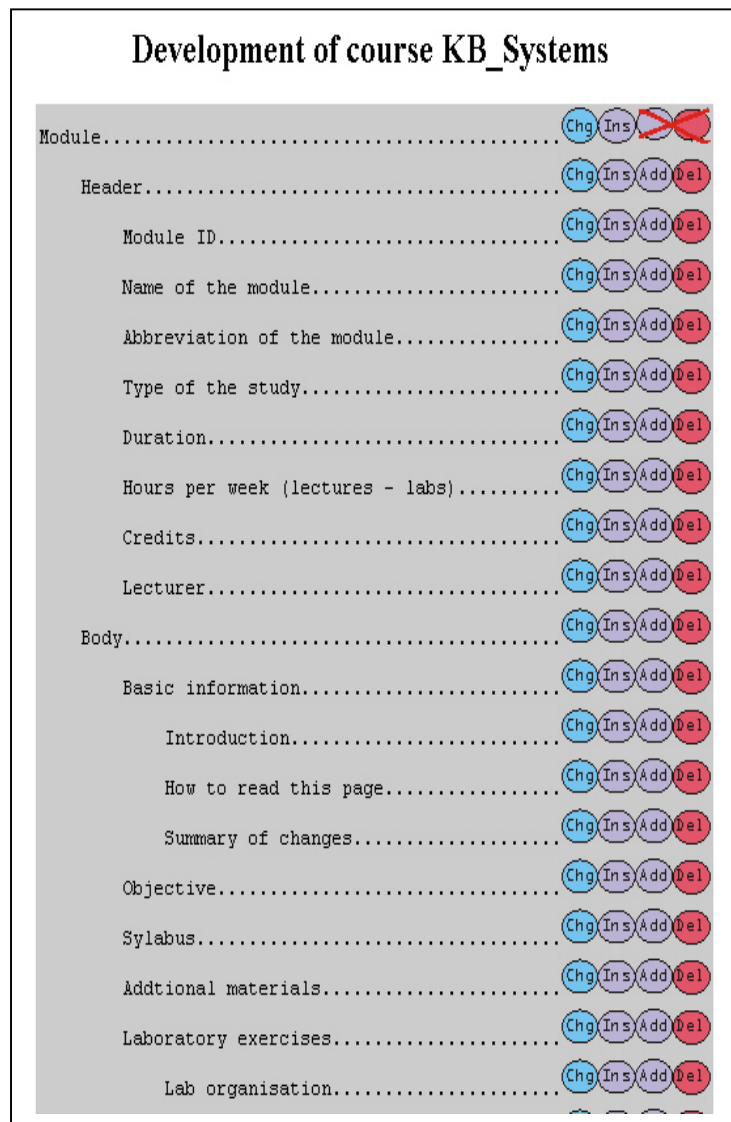 Development of course KB_Systems
Module............................................ Chg Ins
Header........................................ Chg Ins Add Del
Module ID................................. Chg Ins Add Del
Name of the module........................ Chg Ins Add Del
Abbreviation of the module................ Chg Ins Add Del
Type of the study......................... Chg Ins Add Del
Duration.................................. Chg Ins Add Del
Hours per week (lectures - labs).......... Chg Ins Add Del
Credits................................... Chg Ins Add Del
Lecturer.................................. Chg Ins Add Del
Body.......................................... Chg Ins Add Del
Basic information......................... Chg Ins Add Del
Introduction.......................... Chg Ins Add Del
How to read this page................. Chg Ins Add Del
Summary of changes.................... Chg Ins Add Del
Objective................................. Chg Ins Add Del
Sylabus................................... Chg Ins Add Del
Addtional materials....................... Chg Ins Add Del
Laboratory exercises...................... Chg Ins Add Del
Lab organisation...................... Chg Ins Add Del